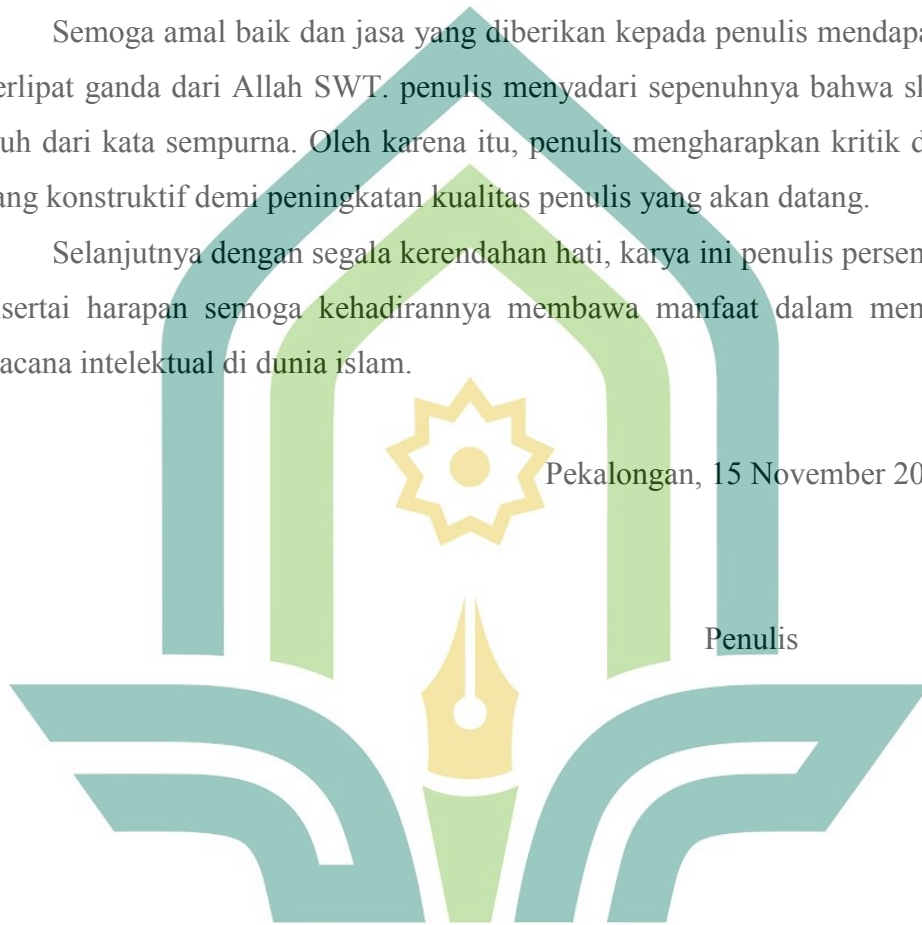 Semoga amal baik dan jasa yang diberikan kepada penulis mendapa
erlipat ganda dari Allah SWT. penulis menyadari sepenuhnya bahwa sk
uh dari kata sempurna. Oleh karena itu, penulis mengharapkan kritik d
ang konstruktif demi peningkatan kualitas penulis yang akan datang.
Selanjutnya dengan segala kerendahan hati, karya ini penulis persem
sertai harapan semoga kehadirannya membawa manfaat dalam men
acana intelektual di dunia islam.
Pekalongan, 15 November 20
Penulis